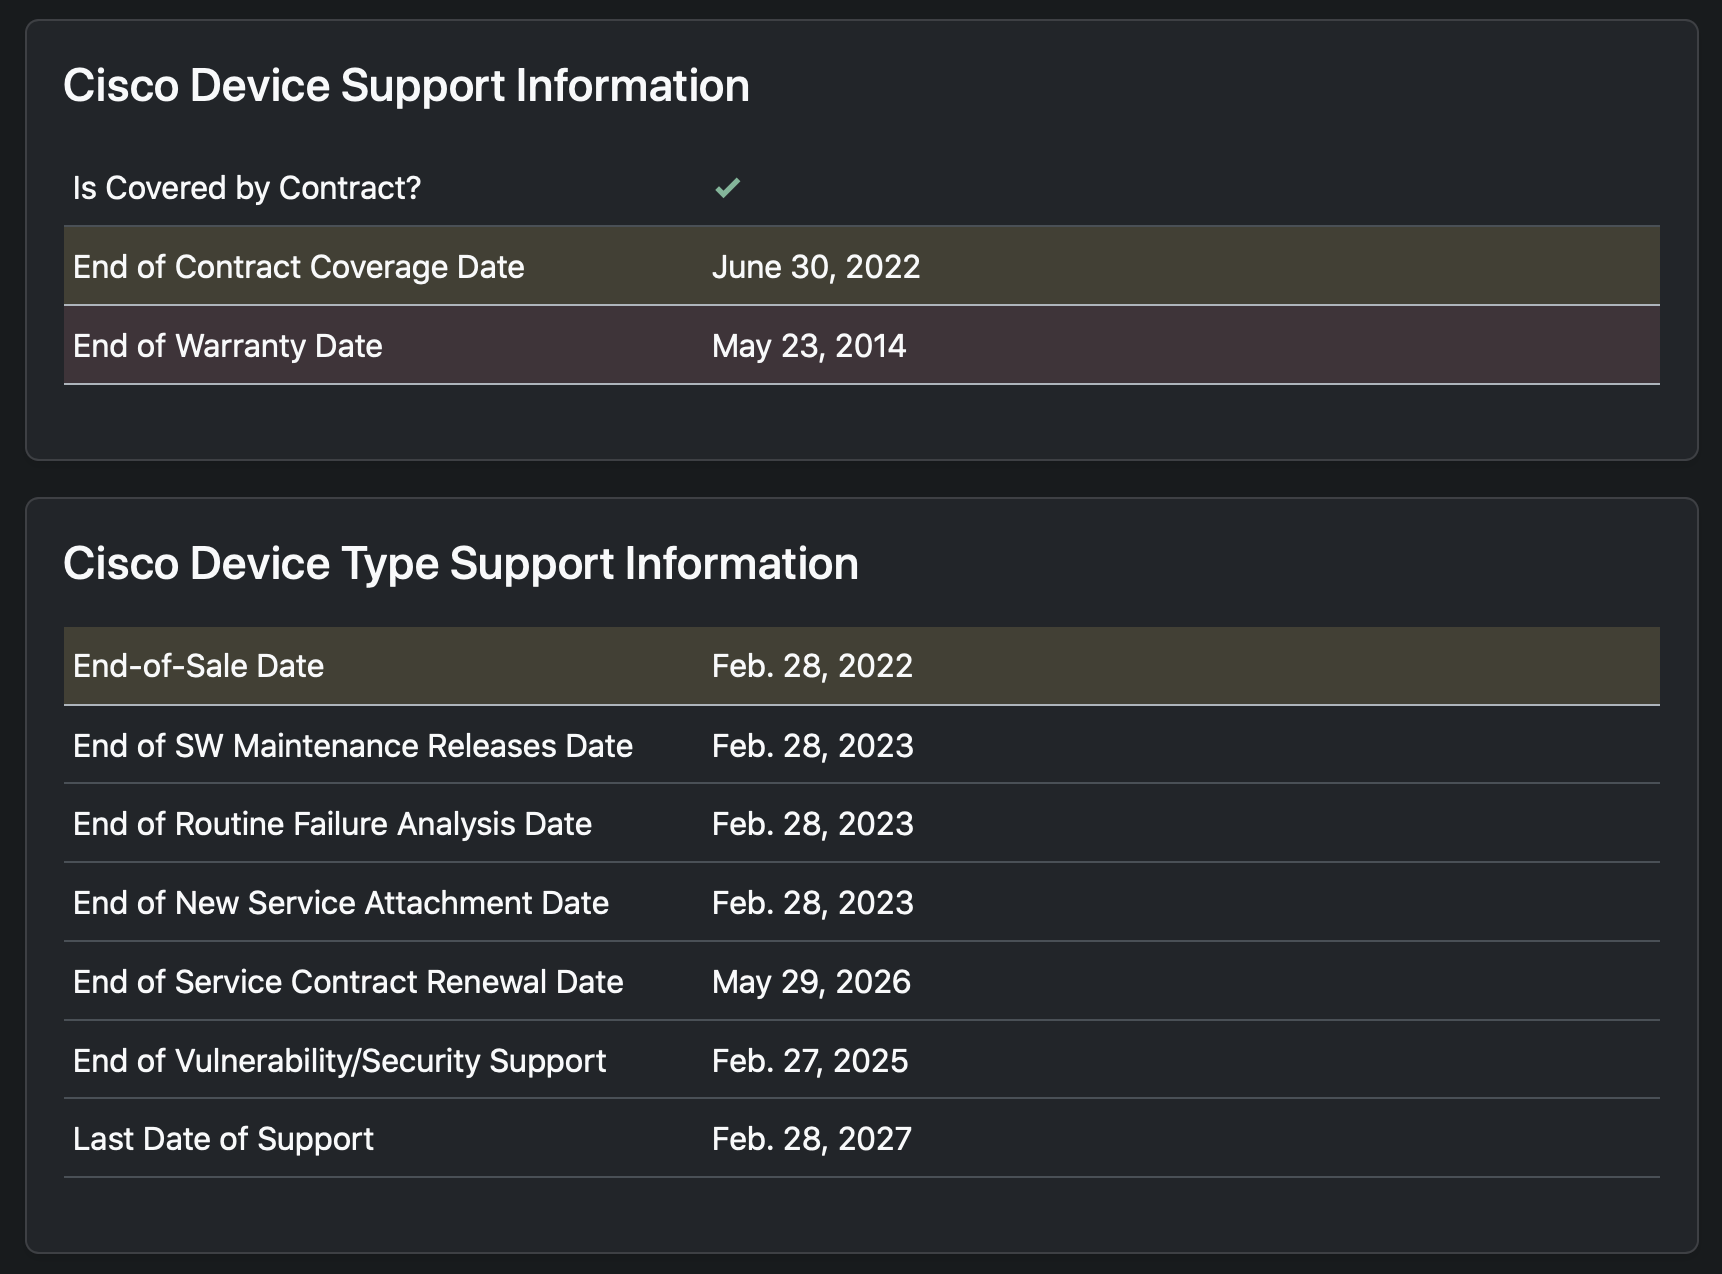 Cisco Device Support Information
Is Covered by Contract?
End of Contract Coverage Date June 30, 2022
End of Warranty Date May 23, 2014
Cisco Device Type Support Information
End-of-Sale Date Feb. 28, 2022
End of SW Maintenance Releases Date Feb. 28, 2023
End of Routine Failure Analysis Date Feb. 28, 2023
End of New Service Attachment Date Feb. 28, 2023
End of Service Contract Renewal Date May 29, 2026
End of Vulnerability/Security Support Feb. 27, 2025
Last Date of Support Feb. 28, 2027